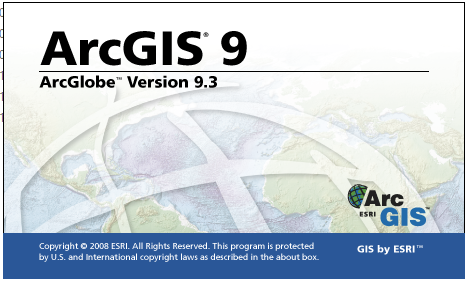 ArcGIS® 9
ArcGlobe™ Version 9.3
Arc
ESRI GIS™
Copyright © 2008 ESRI. All Rights Reserved. This program is protected
by U.S. and International copyright laws as described in the about box.
GIS by ESRI™